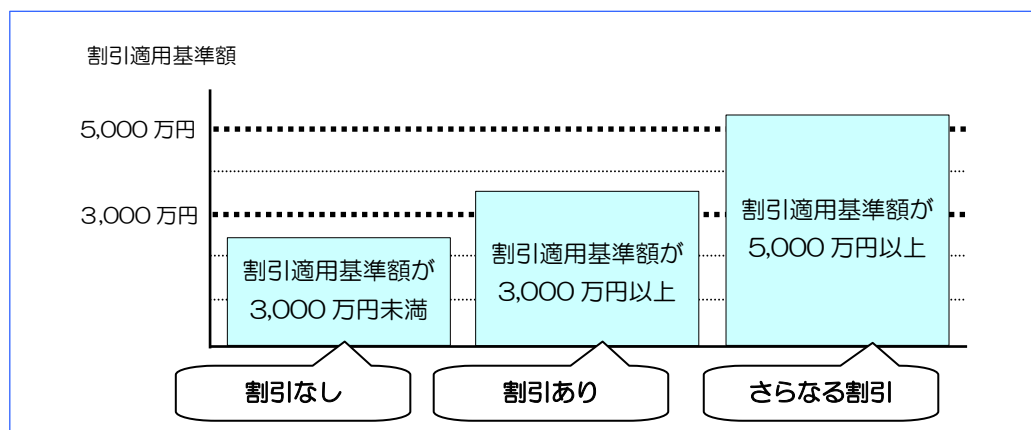 割引適用基準額
5,000 万円
3,000 万円
割引適用基準額が
3,000 万円未満
割引適用基準額が
3,000 万円以上
割引適用基準額が
5,000 万円以上
割引なし
割引あり
さらなる割引